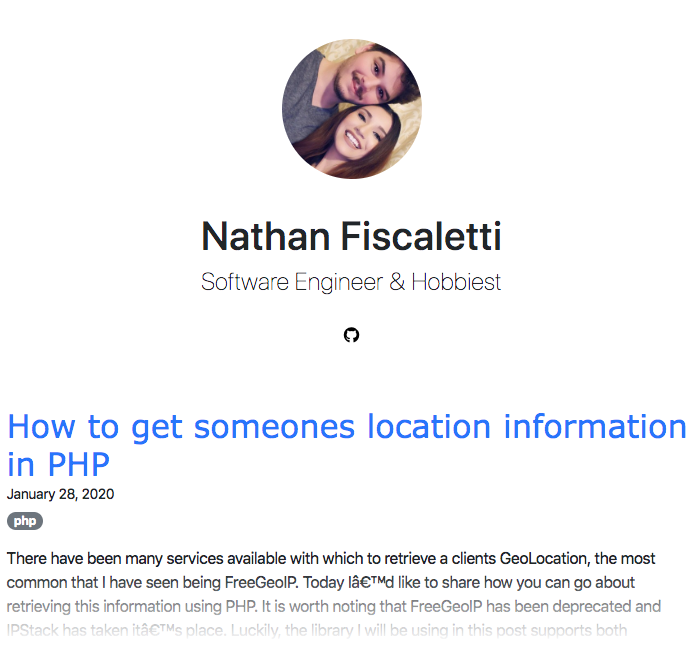 Nathan Fiscaletti
Software Engineer & Hobbiest
How to get someones location information
in PHP
January 28, 2020
php
There have been many services available with which to retrieve a clients GeoLocation, the most
common that I have seen being FreeGeoIP. Today Iâ€™d like to share how you can go about
retrieving this information using PHP. It is worth noting that FreeGeoIP has been deprecated and
IPStack has taken itâ€™s place. Luckily, the library I will be using in this post supports both